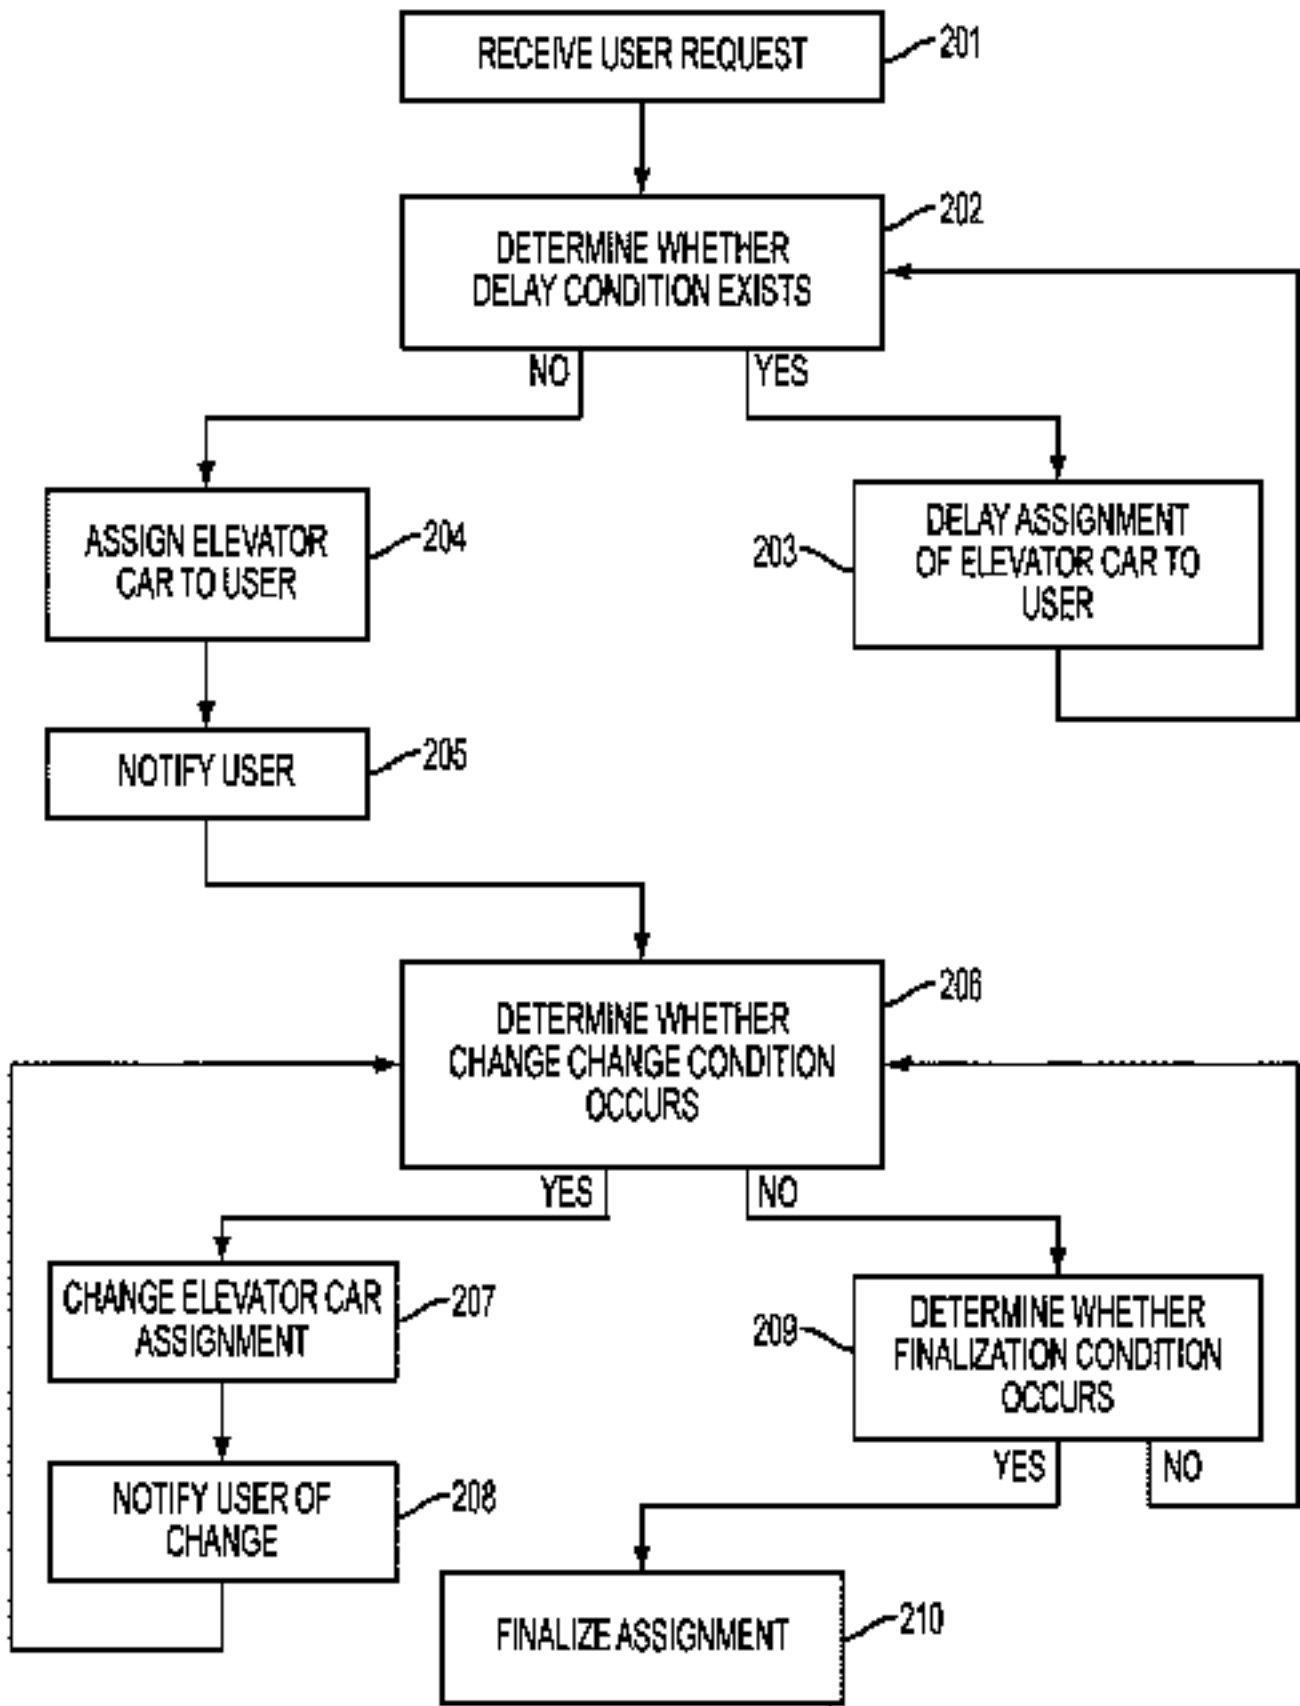 RECEIVE USER REQUEST
201
DETERMINE WHETHER
DELAY CONDITION EXISTS
202
NO
YES
ASSIGN ELEVATOR
CAR TO USER
204
DELAY ASSIGNMENT
OF ELEVATOR CAR TO
USER
203
NOTIFY USER
205
DETERMINE WHETHER
CHANGE CHANGE CONDITION
OCCURS
206
YES
NO
CHANGE ELEVATOR CAR
ASSIGNMENT
207
DETERMINE WHETHER
FINALIZATION CONDITION
OCCURS
209
YES
NO
NOTIFY USER OF
CHANGE
208
FINALIZE ASSIGNMENT
210